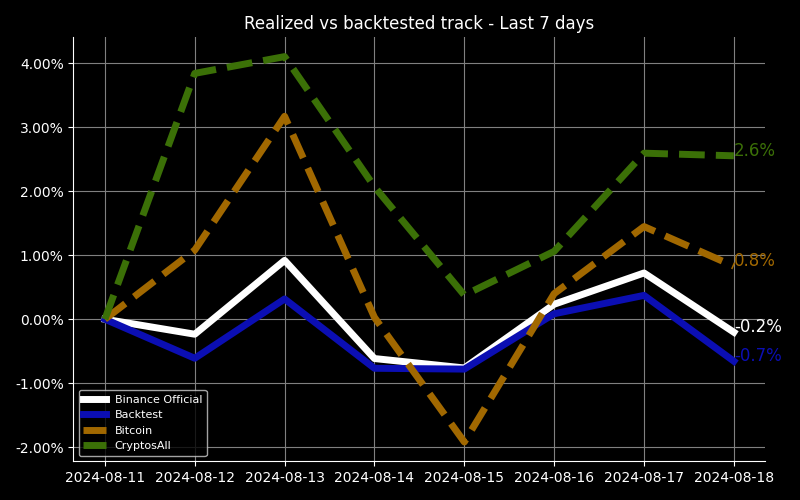 Realized vs backtested track - Last 7 days
4.00%
3.00%
2.00%
1.00%
0.00%
-1.00%
-2.00%
2.6%
0.8%
-0.2%
-0.7%
Binance Official
Backtest
Bitcoin
CryptosAll
2024-08-11 2024-08-12 2024-08-13 2024-08-14 2024-08-15 2024-08-16 2024-08-17 2024-08-18